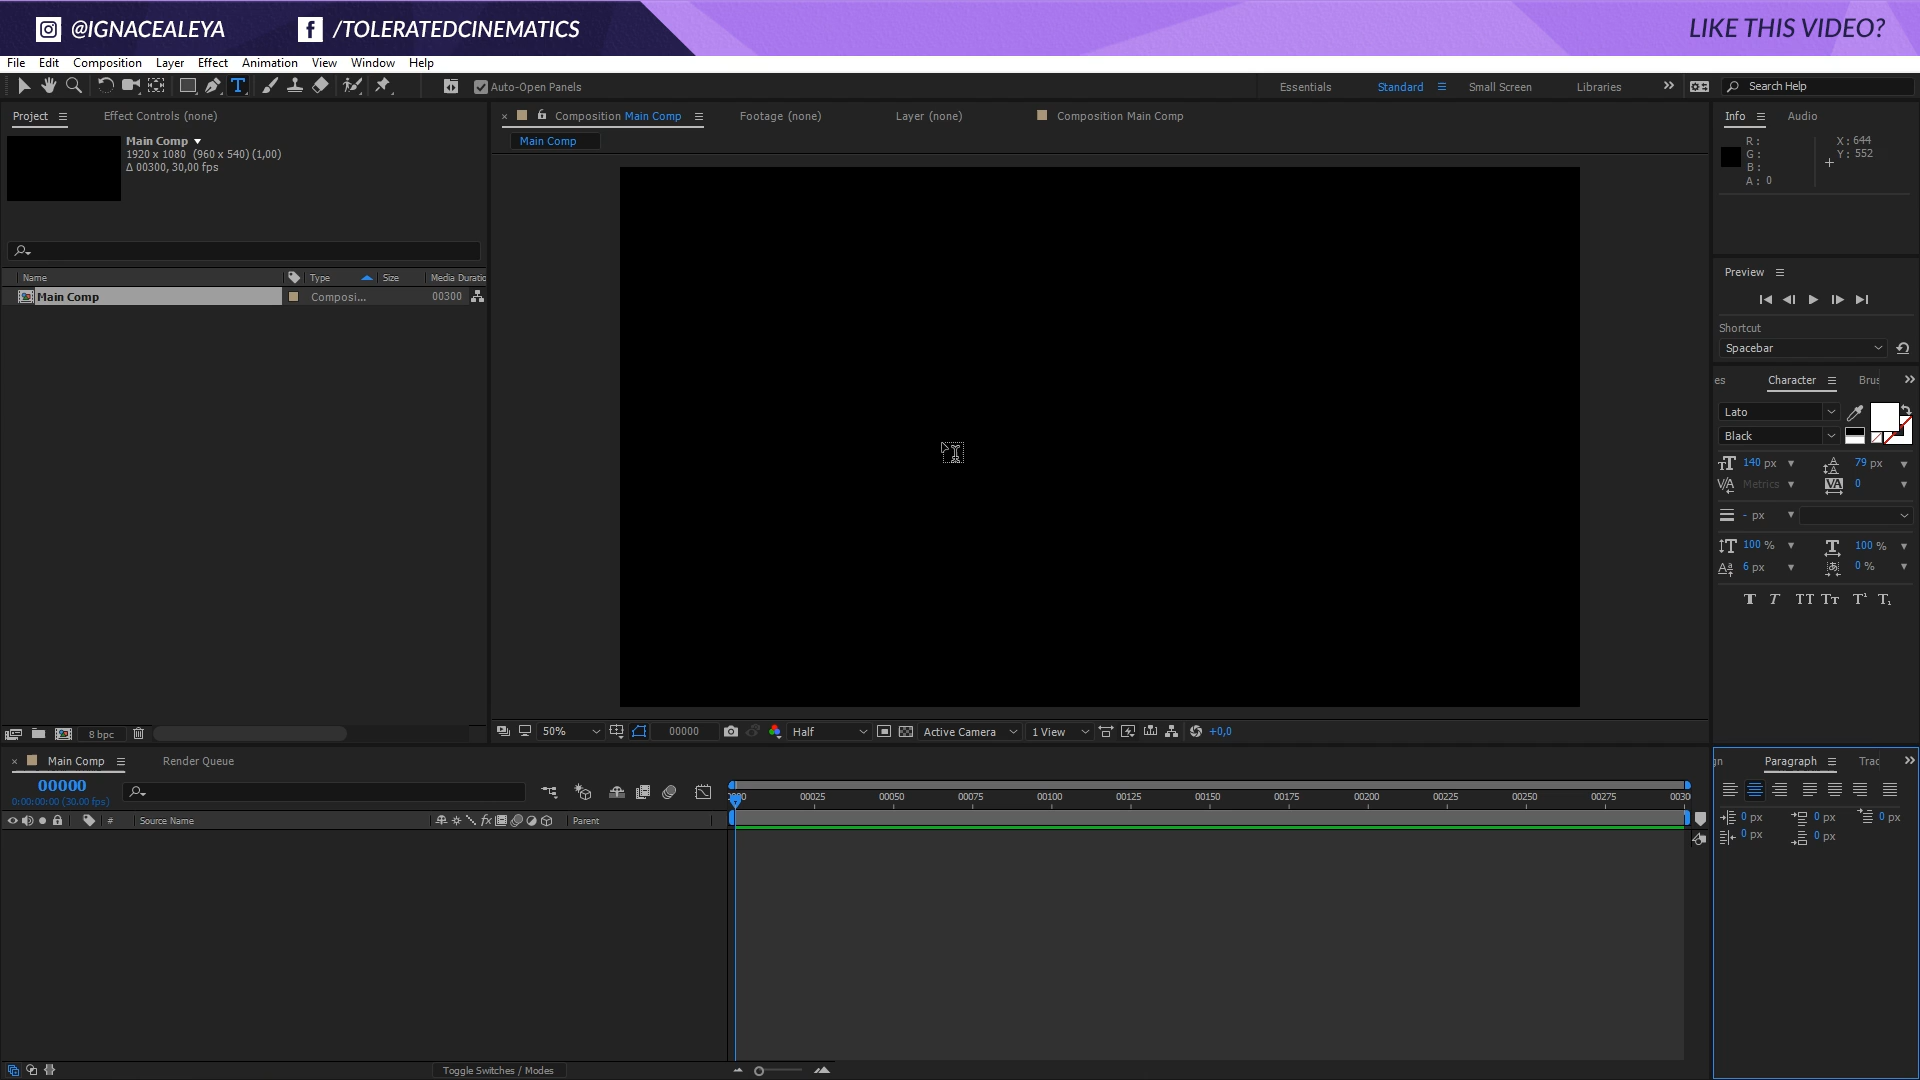 @IGNACEALEYA
/TOLERATEDCINEMATICS
LIKE THIS VIDEO?
File Edit Composition Layer Effect Animation View Window Help
Auto-Open Panels
Essentials Standard Small Screen Libraries
Search Help
Project Effect Controls (none)
Main Comp
1920 x 1080 (960 x 540) (1,00)
Δ 00300, 30,00 fps
Name Type Size Media Duratio
Main Comp Composi... 00300
8 bpc
Composition Main Comp Footage (none) Layer (none) Composition Main Comp
Main Comp
50% 00000 Half Active Camera 1 View +0,0
Info Audio
R: X: 644
G: Y: 552
B:
A: 0
Preview
Shortcut
Spacebar
es Character Brus
Lato
Black
140 px 79 px
Metrics 0
- px
100 % 100 %
6 px 0 %
Main Comp Render Queue
00000
0:00:00:00 (30.00 fps)
# Source Name Parent
0000 00025 00050 00075 00100 00125 00150 00175 00200 00225 00250 00275 0030
gn Paragraph Trac
0 px 0 px 0 px
0 px 0 px
Toggle Switches / Modes